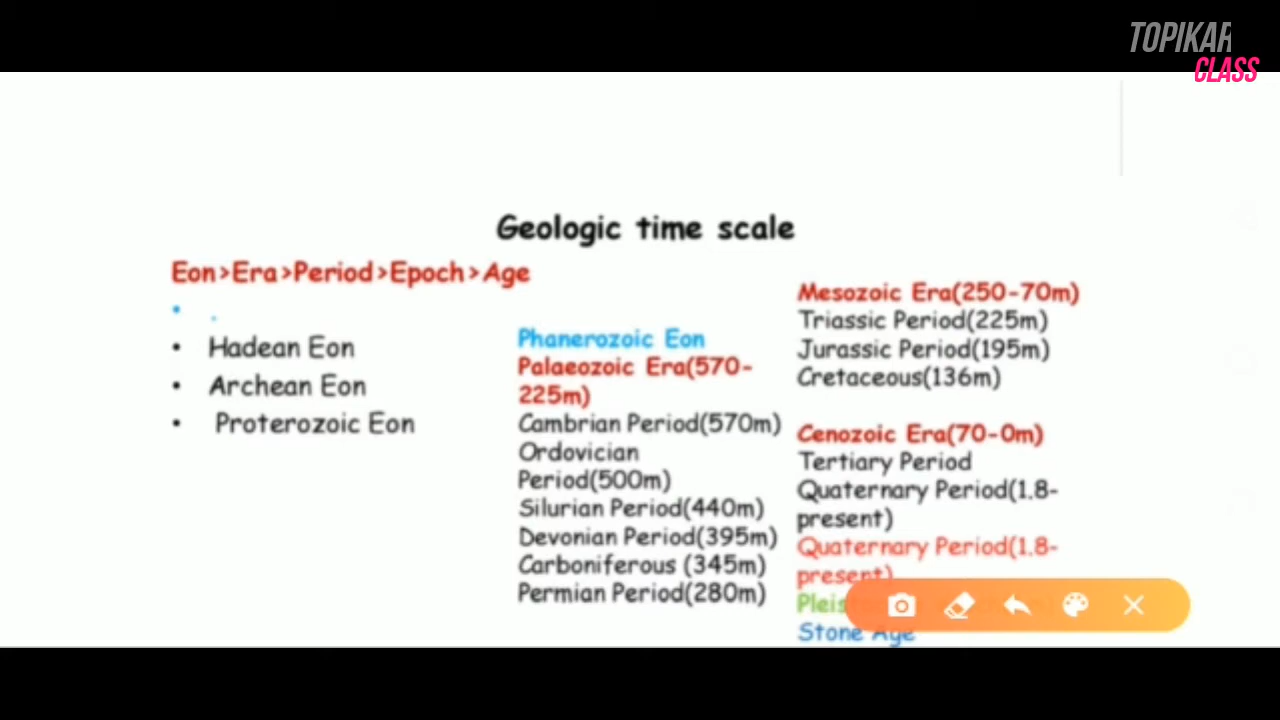 TOPIKAR
CLASS
Geologic time scale
Eon>Era>Period>Epoch>Age
• .
• Hadean Eon
• Archean Eon
• Proterozoic Eon
Phanerozoic Eon
Palaeozoic Era(570-
225m)
Cambrian Period(570m)
Ordovician
Period(500m)
Silurian Period(440m)
Devonian Period(395m)
Carboniferous (345m)
Permian Period(280m)
Mesozoic Era(250-70m)
Triassic Period(225m)
Jurassic Period(195m)
Cretaceous(136m)
Cenozoic Era(70-0m)
Tertiary Period
Quaternary Period(1.8-
present)
Quaternary Period(1.8-
present)
Stone Age